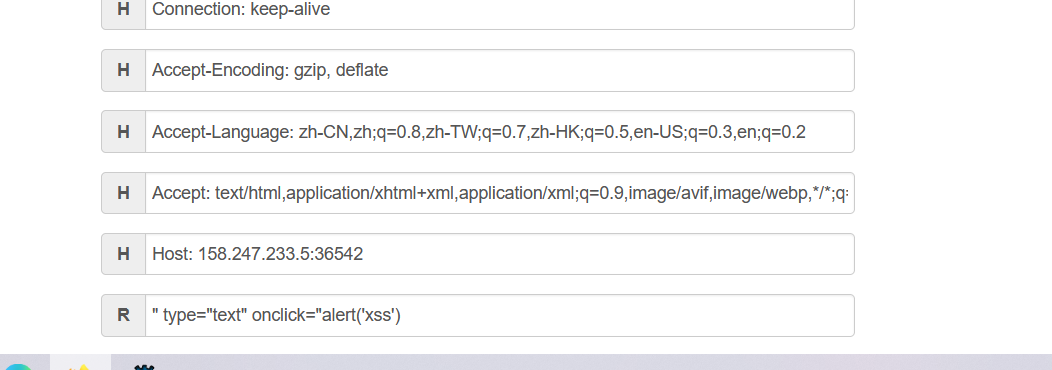 H Connection: keep-alive
H Accept-Encoding: gzip, deflate
H Accept-Language: zh-CN,zh;q=0.8,zh-TW;q=0.7,zh-HK;q=0.5,en-US;q=0.3,en;q=0.2
H Accept: text/html,application/xhtml+xml,application/xml;q=0.9,image/avif,image/webp,*/*;q=
H Host: 158.247.233.5:36542
R " type="text" onclick="alert('xss')